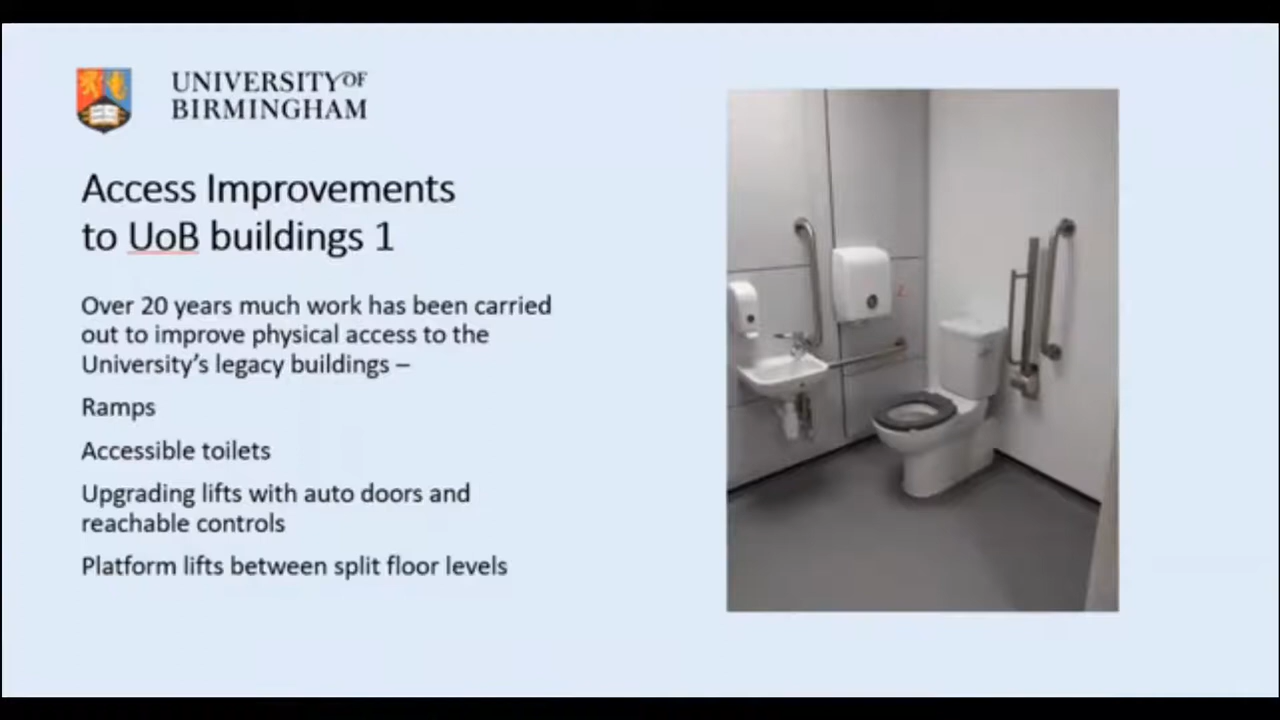 UNIVERSITY OF
BIRMINGHAM
Access Improvements
to UoB buildings 1
Over 20 years much work has been carried
out to improve physical access to the
University’s legacy buildings –
Ramps
Accessible toilets
Upgrading lifts with auto doors and
reachable controls
Platform lifts between split floor levels